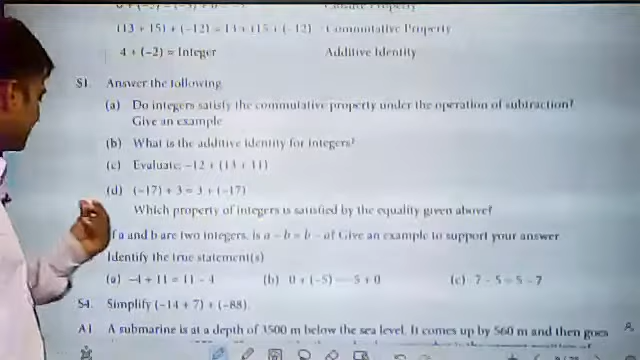 (13 + 15) + (-12) = 13 + (15 + (-12) Commutative Property
4 + (-2) = Integer Additive Identity
S1. Answer the following
(a) Do integers satisfy the commutative property under the operation of subtraction?
Give an example
(b) What is the additive identity for integers?
(c) Evaluate: -12 + (13 + 11)
(d) (-17) + 3 = 3 + (-17)
Which property of integers is satisfied by the equality given above?
If a and b are two integers, is a - b = b - a? Give an example to support your answer
Identify the true statement(s)
(a) -4 + 11 = 11 - 4 (b) 0 + (-5) = -5 + 0 (c) 7 - 5 = 5 - 7
S4. Simplify (-14 + 7) + (-88).
A1 A submarine is at a depth of 3500 m below the sea level. It comes up by 560 m and then goes